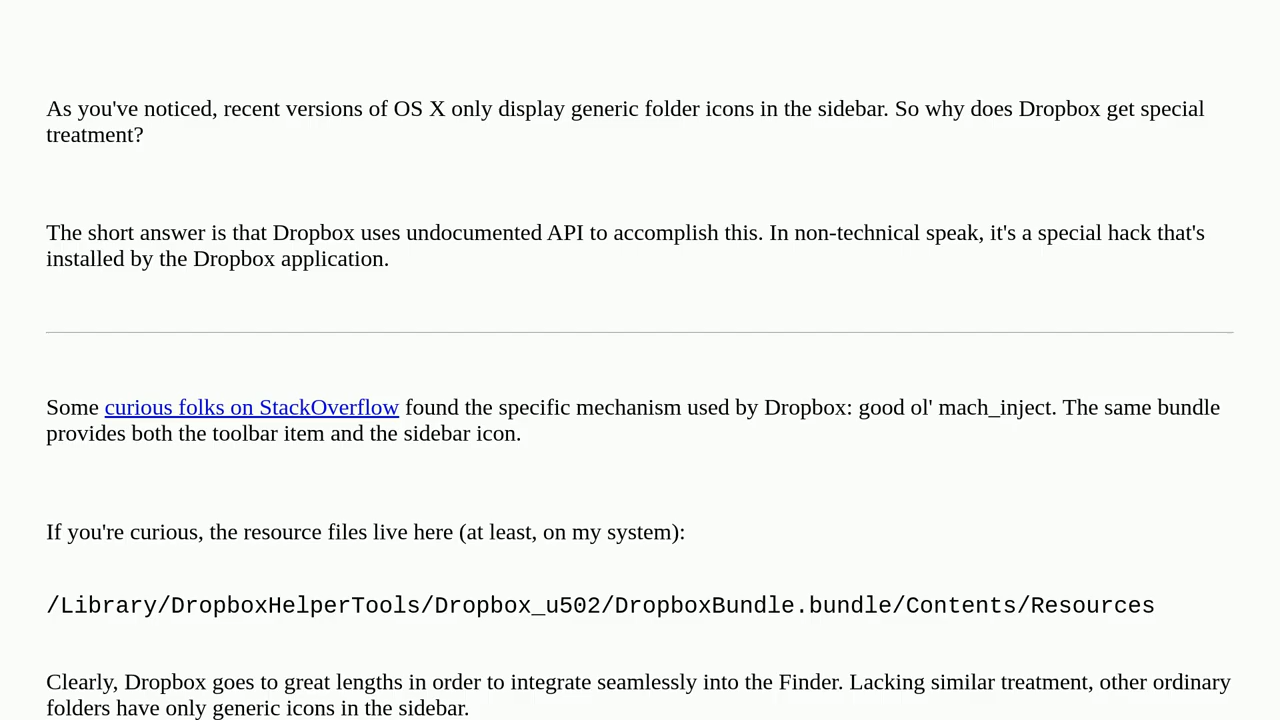 As you've noticed, recent versions of OS X only display generic folder icons in the sidebar. So why does Dropbox get special
treatment?
The short answer is that Dropbox uses undocumented API to accomplish this. In non-technical speak, it's a special hack that's
installed by the Dropbox application.
Some curious folks on StackOverflow found the specific mechanism used by Dropbox: good ol' mach_inject. The same bundle
provides both the toolbar item and the sidebar icon.
If you're curious, the resource files live here (at least, on my system):
/Library/DropboxHelperTools/Dropbox_u502/DropboxBundle.bundle/Contents/Resources
Clearly, Dropbox goes to great lengths in order to integrate seamlessly into the Finder. Lacking similar treatment, other ordinary
folders have only generic icons in the sidebar.